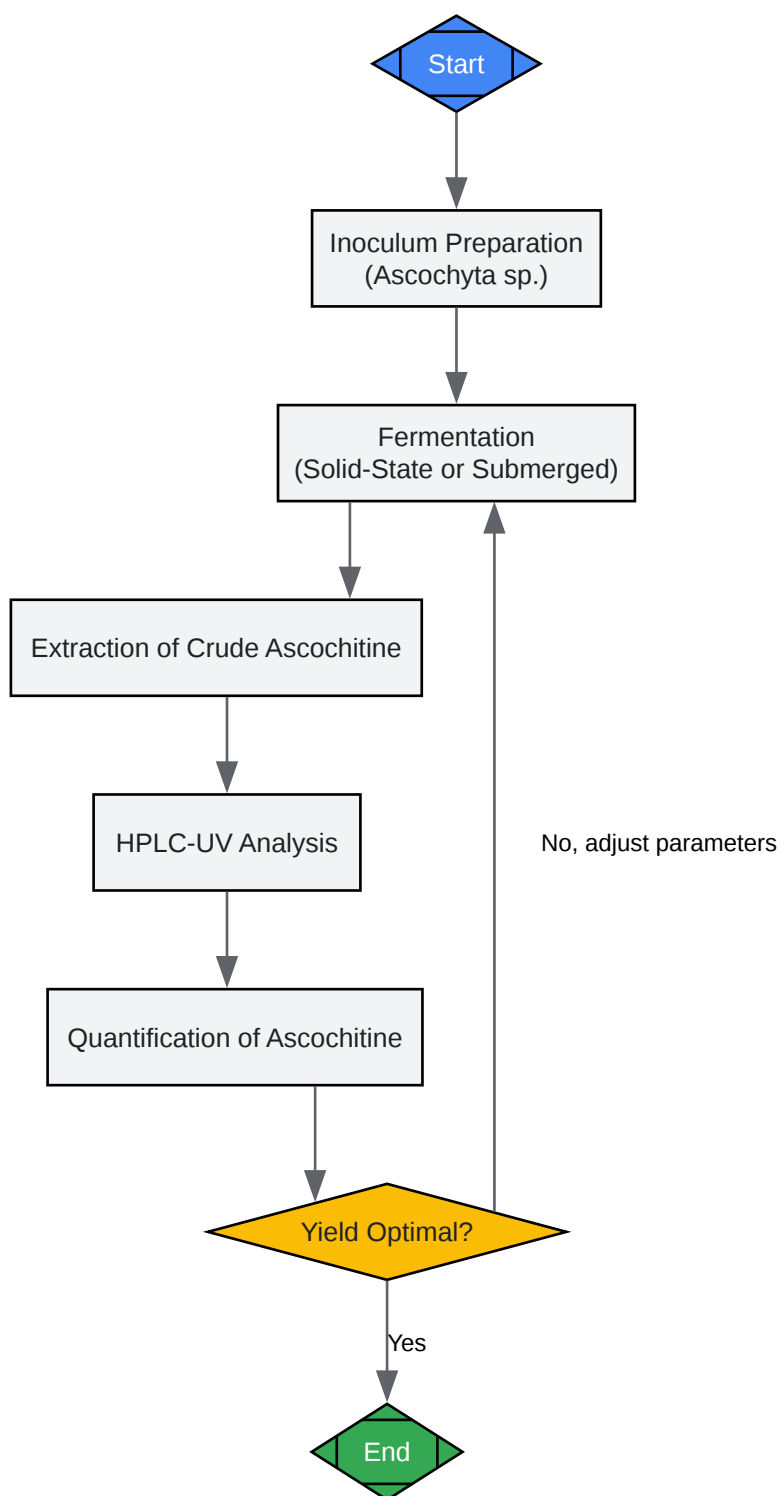 Start
Inoculum Preparation
(Ascochyta sp.)
Fermentation
(Solid-State or Submerged)
Extraction of Crude Ascochitine
HPLC-UV Analysis
No, adjust parameters
Quantification of Ascochitine
Yield Optimal?
Yes
End